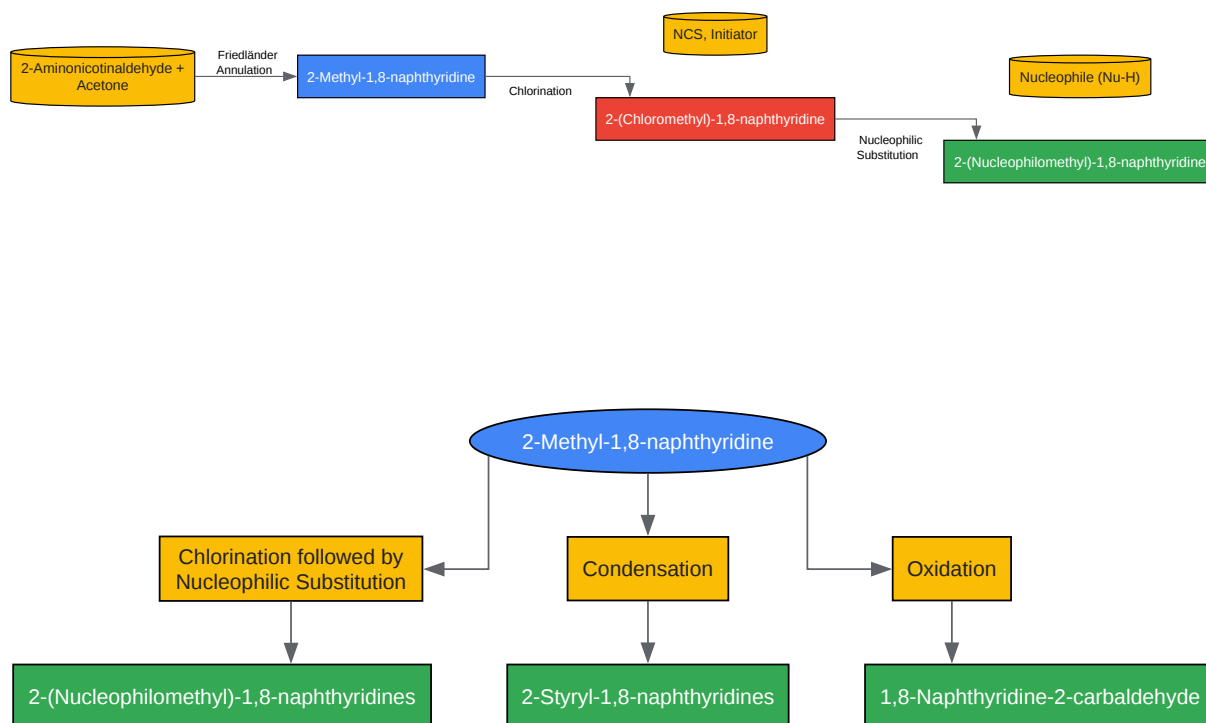 NCS, Initiator
Friedländer
Annulation
2-Aminonicotinaldehyde +
Acetone
2-Methyl-1,8-naphthyridine
Nucleophile (Nu-H)
Chlorination
2-(Chloromethyl)-1,8-naphthyridine
Nucleophilic
Substitution
2-(Nucleophilomethyl)-1,8-naphthyridine
2-Methyl-1,8-naphthyridine
Chlorination followed by
Nucleophilic Substitution
Condensation
Oxidation
2-(Nucleophilomethyl)-1,8-naphthyridines
2-Styryl-1,8-naphthyridines
1,8-Naphthyridine-2-carbaldehyde